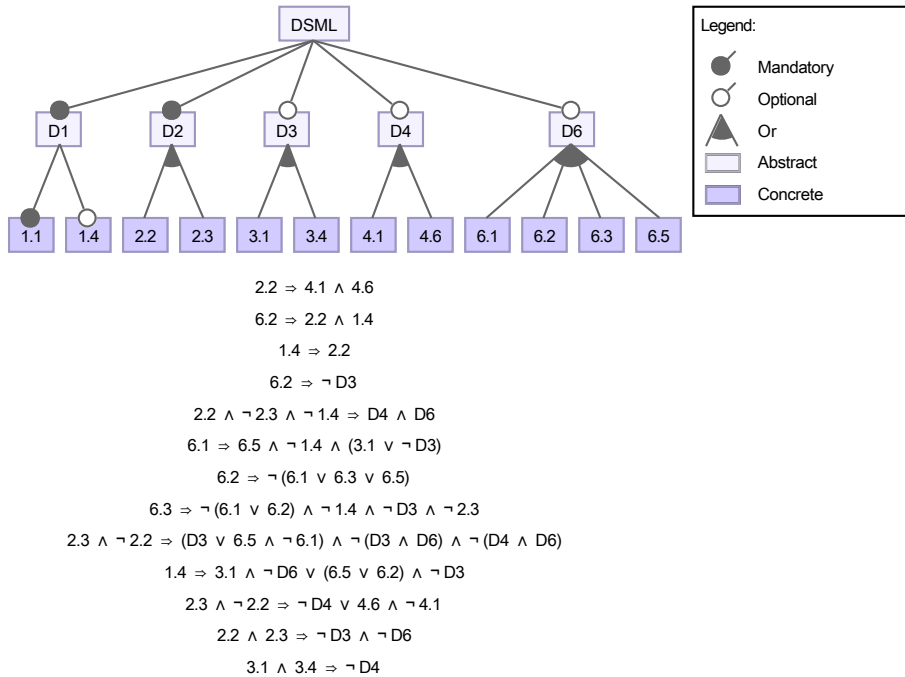 DSML
Legend:
Mandatory
Optional
Or
Abstract
Concrete
D1 D2 D3 D4 D6
1.1 1.4 2.2 2.3 3.1 3.4 4.1 4.6 6.1 6.2 6.3 6.5
2.2 ⇒ 4.1 ∧ 4.6
6.2 ⇒ 2.2 ∧ 1.4
1.4 ⇒ 2.2
6.2 ⇒ ¬ D3
2.2 ∧ ¬ 2.3 ∧ ¬ 1.4 ⇒ D4 ∧ D6
6.1 ⇒ 6.5 ∧ ¬ 1.4 ∧ (3.1 ∨ ¬ D3)
6.2 ⇒ ¬ (6.1 ∨ 6.3 ∨ 6.5)
6.3 ⇒ ¬ (6.1 ∨ 6.2) ∧ ¬ 1.4 ∧ ¬ D3 ∧ ¬ 2.3
2.3 ∧ ¬ 2.2 ⇒ (D3 ∨ 6.5 ∧ ¬ 6.1) ∧ ¬ (D3 ∧ D6) ∧ ¬ (D4 ∧ D6)
1.4 ⇒ 3.1 ∧ ¬ D6 ∨ (6.5 ∨ 6.2) ∧ ¬ D3
2.3 ∧ ¬ 2.2 ⇒ ¬ D4 ∨ 4.6 ∧ ¬ 4.1
2.2 ∧ 2.3 ⇒ ¬ D3 ∧ ¬ D6
3.1 ∧ 3.4 ⇒ ¬ D4